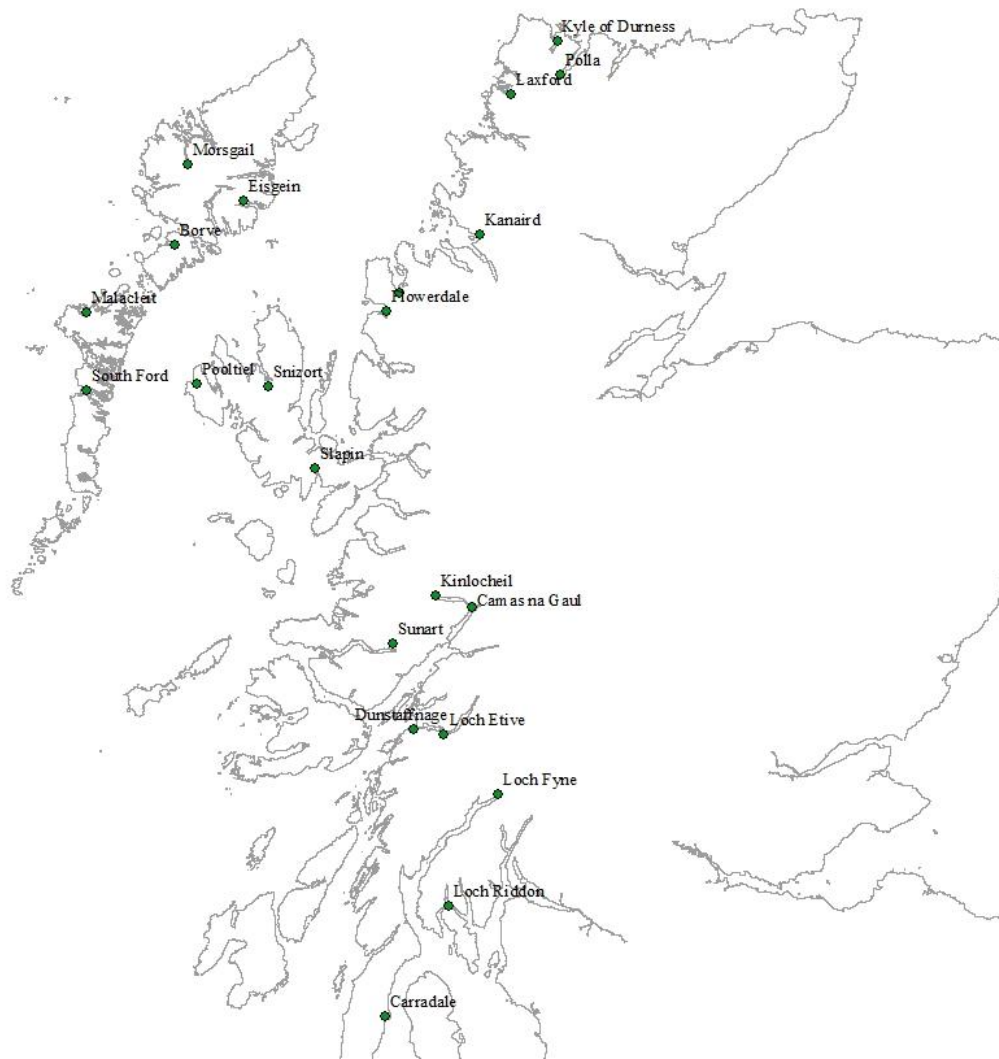 Kyle of Durness
Polla
Laxford
Morsgail
Eisgein
Kanaird
Borve
Flowerdale
Malacleit
Pooltiel
Snizort
South Ford
Slapin
Kinlocheil
Camas na Gaul
Sunart
Dunstaffnage
Loch Etive
Loch Fyne
Loch Riddon
Carradale